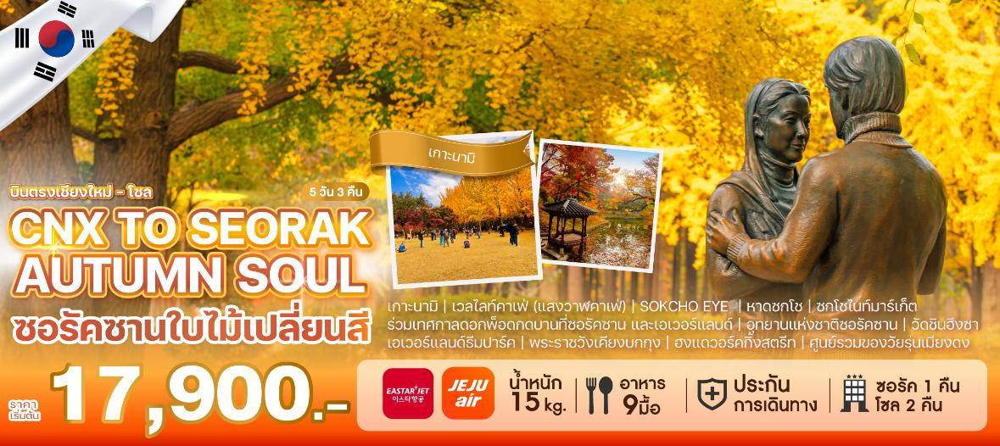 เกาะนามิ
บินตรงเชียงใหม่ - โซล
5 วัน 3 คืน
CNX TO SEORAK
AUTUMN SOUL
ซอรัคซานใบไม้เปลี่ยนสี
เกาะนามิ | เวลไลท์คาเฟ่ (แสงวาฬคาเฟ่) | SOKCHO EYE | หาดซกโช | ซกโชไนท์มาร์เก็ต
ร่วมเทศกาลดอกพ็อดกดบานที่ซอรัคซาน และเอเวอร์แลนด์ | อุทยานแห่งชาติซอรัคซาน | วัดชินฮึงซา
เอเวอร์แลนด์ธีมปาร์ค | พระราชวังเคียงบกกุง | ฮงแดวอร์คกิ้งสตรีท | ศูนย์รวมของวัยรุ่นเมียงดง
ราคา
เริ่มต้น
17,900.-
EASTAR JET
이스타항공
JEJU
air
น้ำหนัก
15 kg.
อาหาร
9มื้อ
ประกัน
การเดินทาง
ซอรัค 1 คืน
โซล 2 คืน